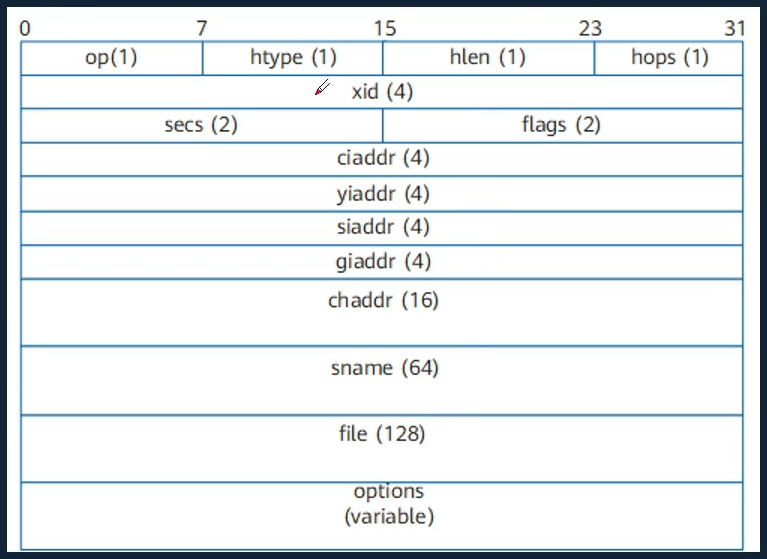 0 7 15 23 31
op(1) htype (1) hlen (1) hops (1)
xid (4)
secs (2) flags (2)
ciaddr (4)
yiaddr (4)
siaddr (4)
giaddr (4)
chaddr (16)
sname (64)
file (128)
options
(variable)